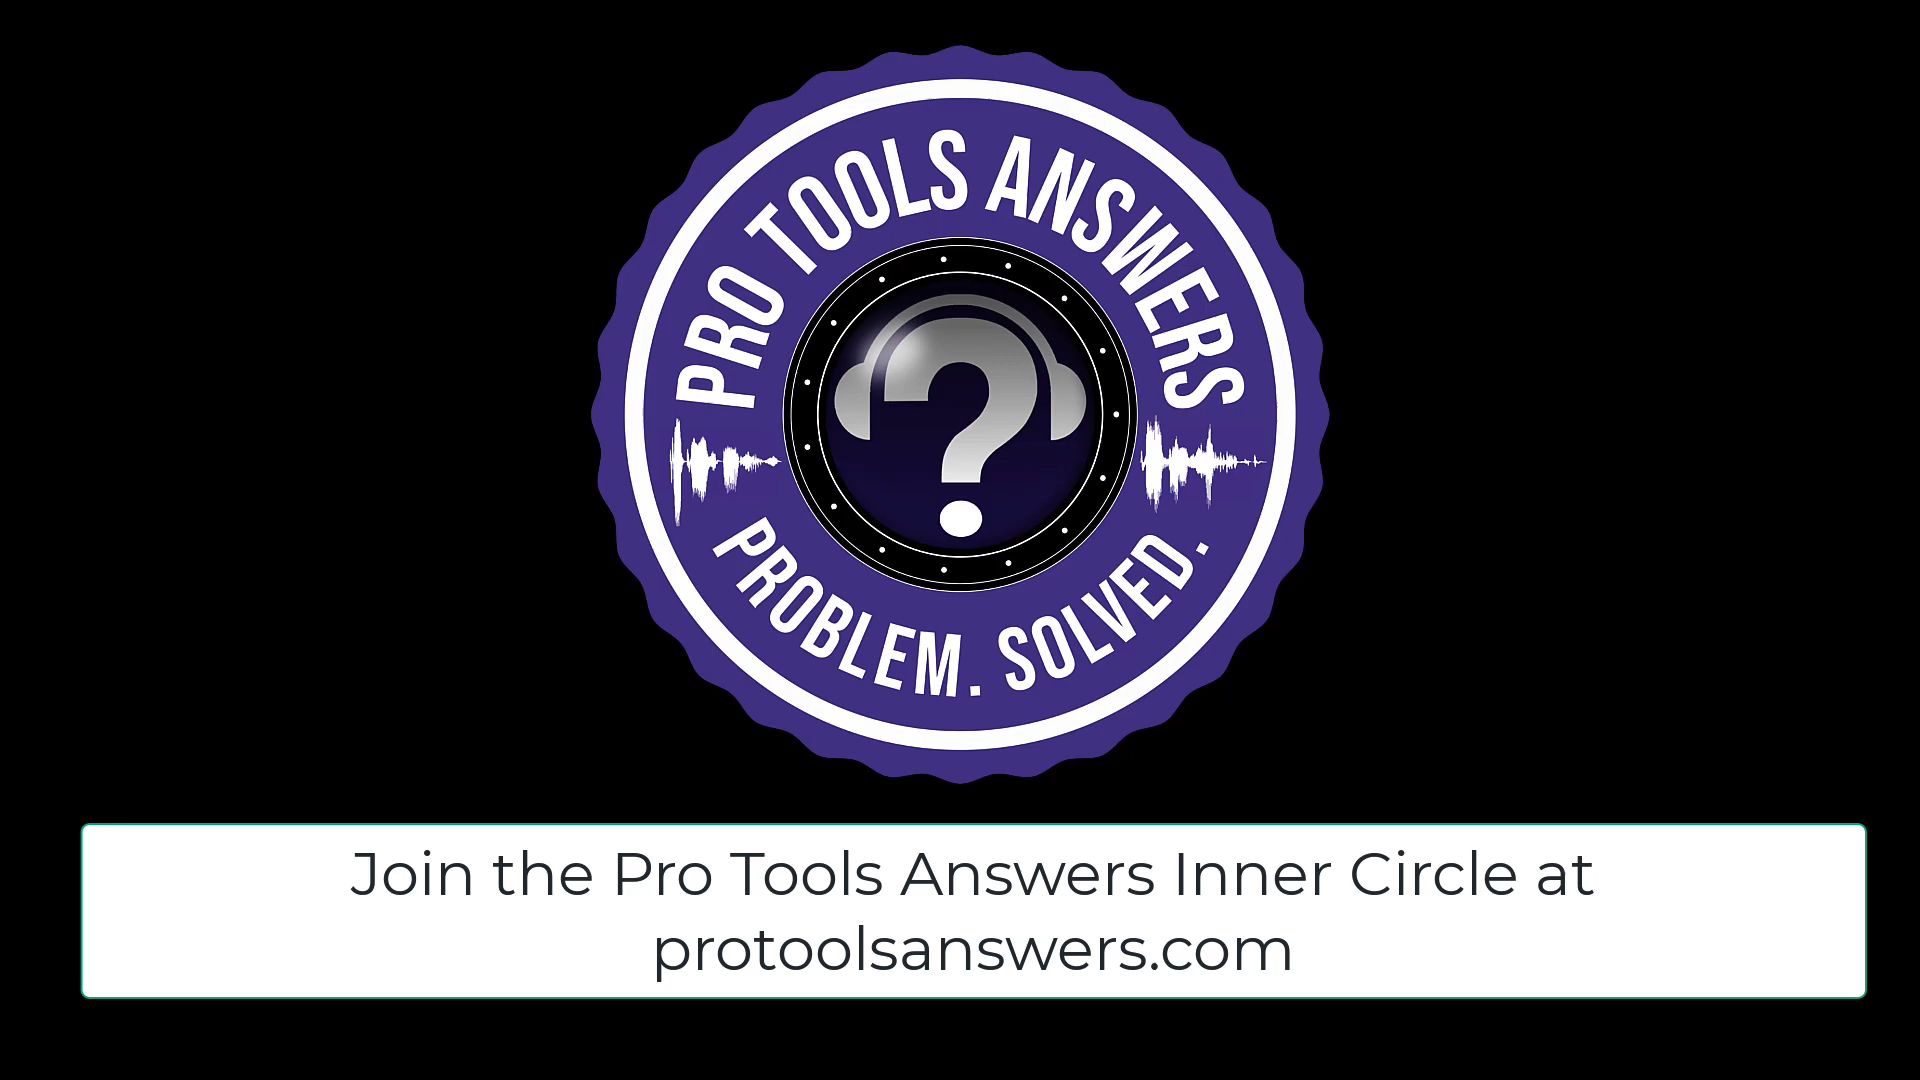 PRO TOOLS ANSWERS
?
PROBLEM. SOLVED.
Join the Pro Tools Answers Inner Circle at
protoolsanswers.com